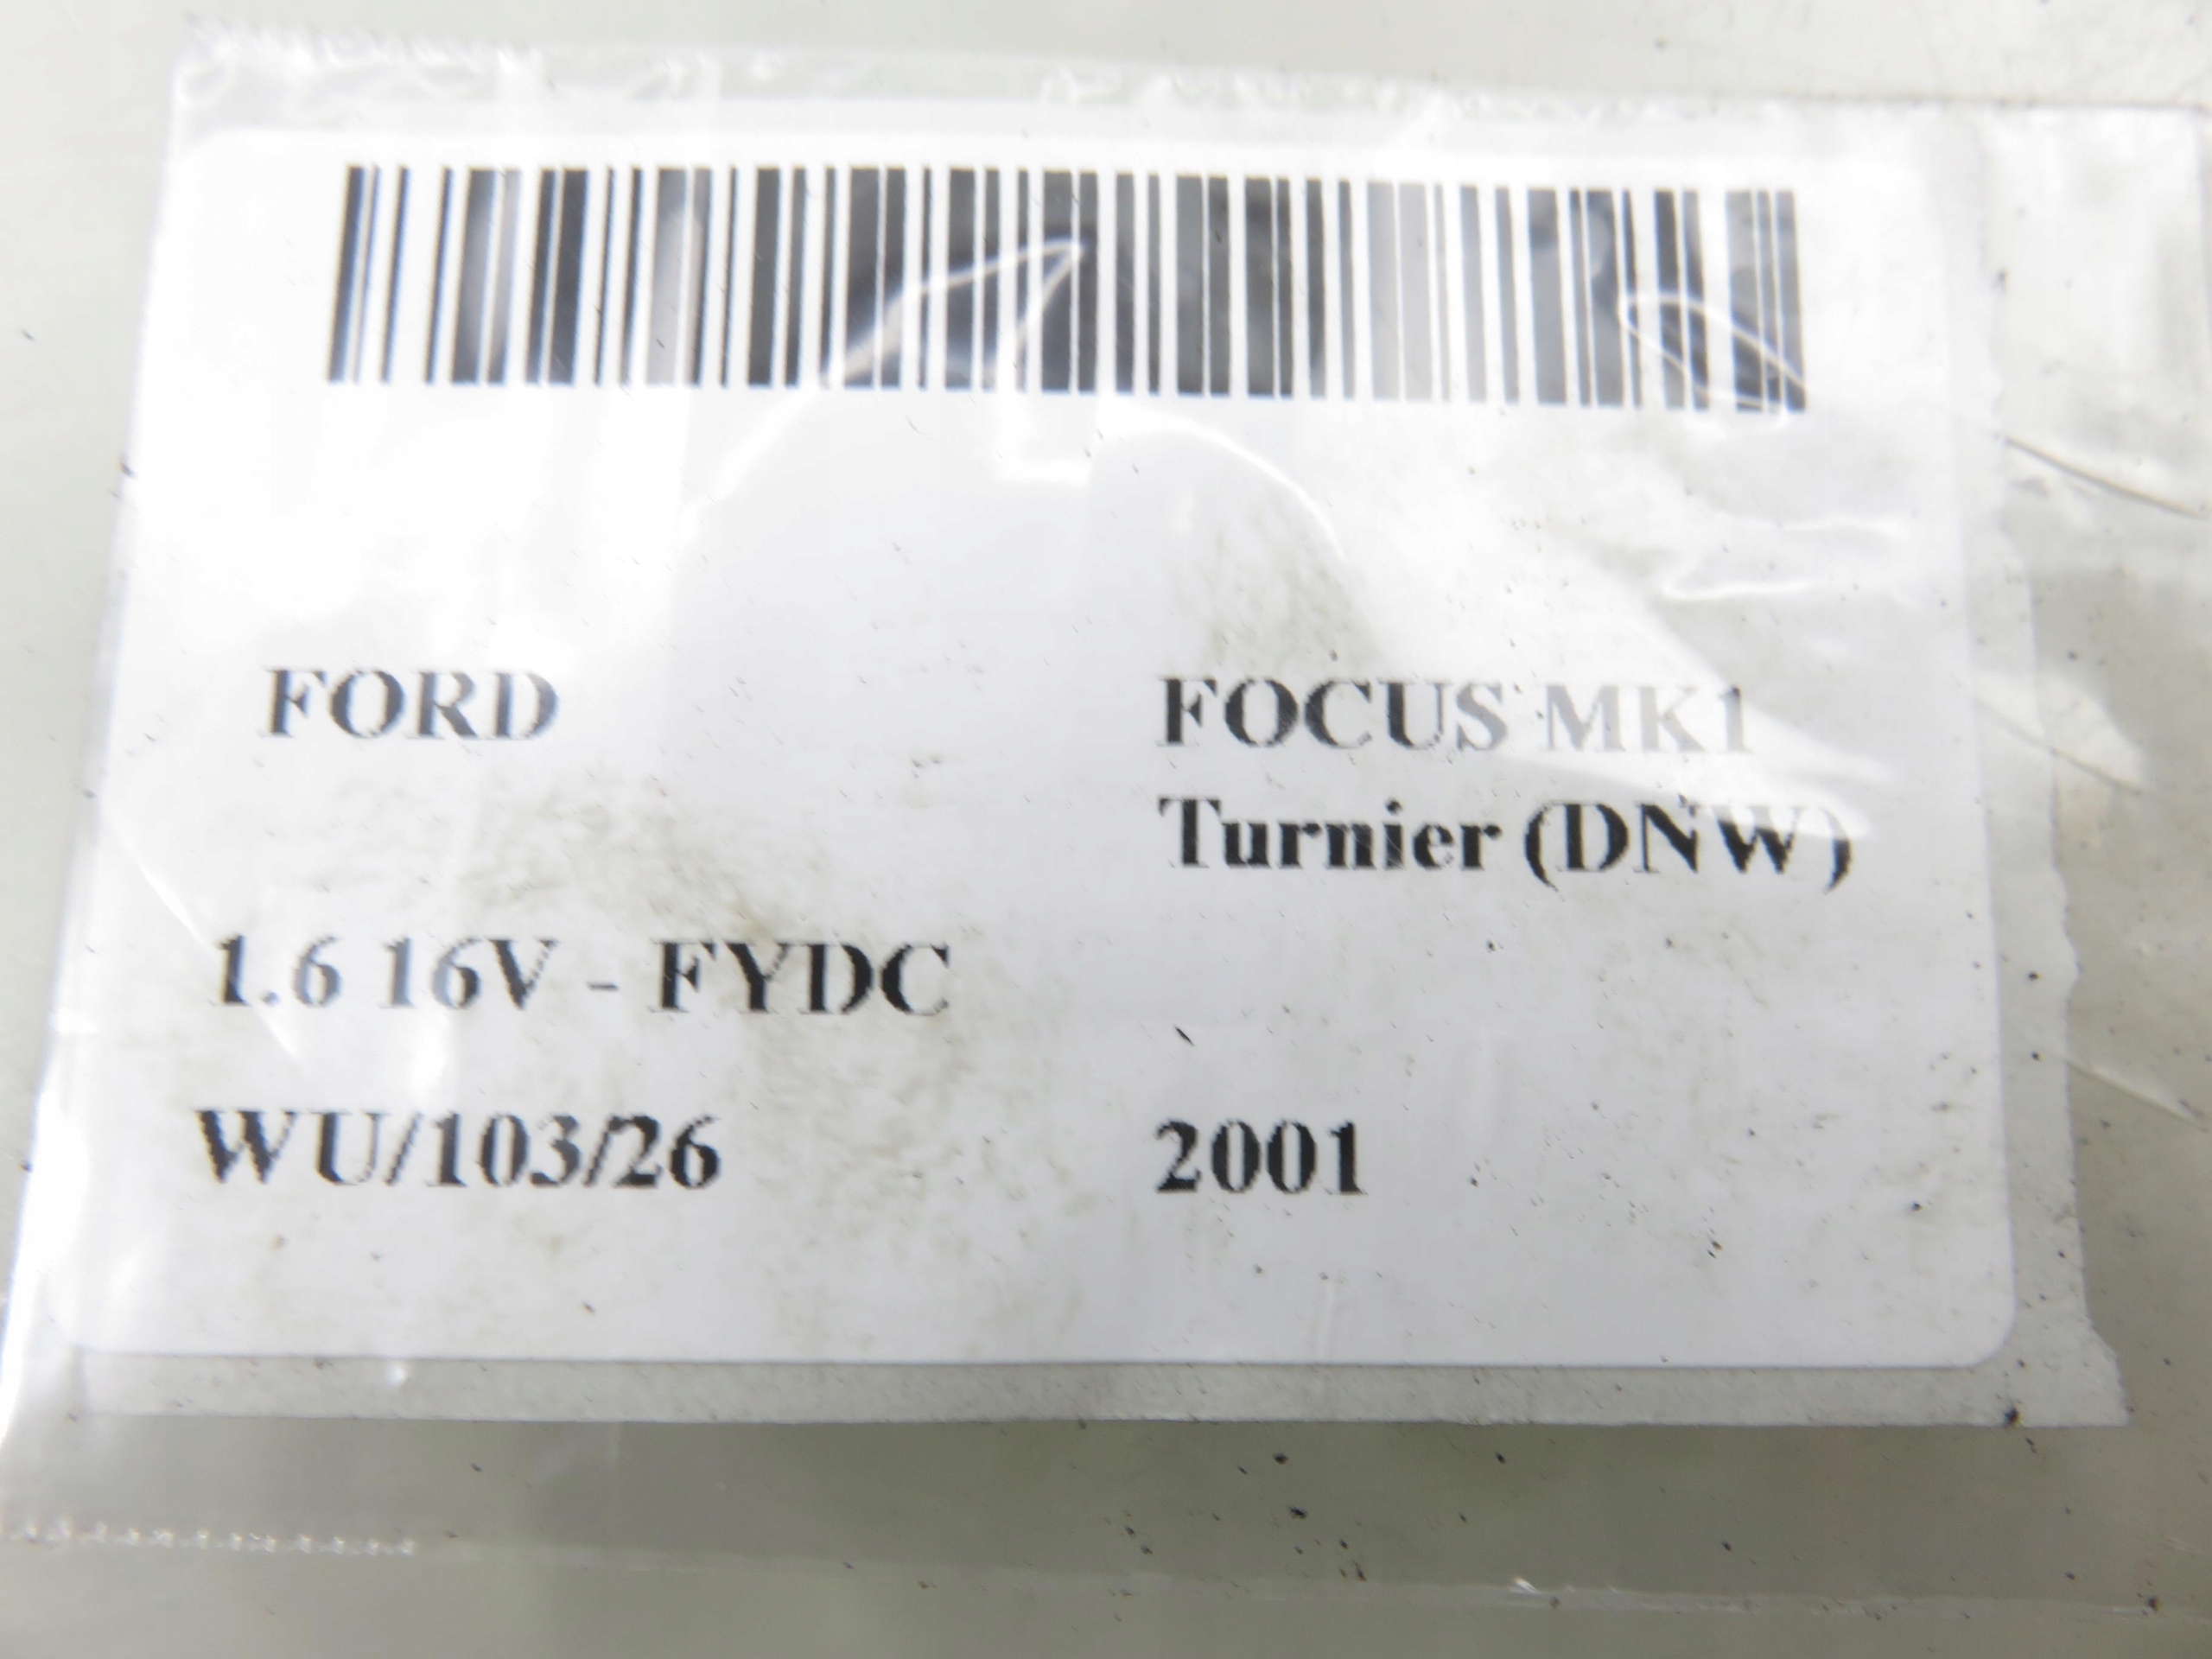 FORD
FOCUS MK1
Turnier (DNW)
1.6 16V - FYDC
WU/103/26
2001